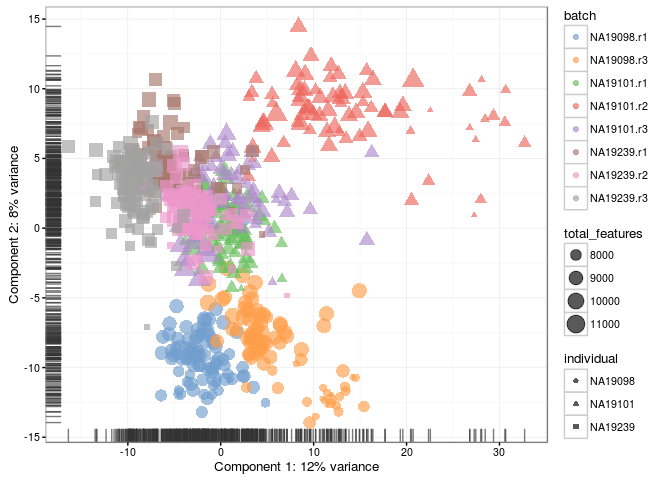 15
10
5
0
-5
-10
-15
Component 2: 8% variance
-10
0
10
20
30
Component 1: 12% variance
batch
NA19098.r1
NA19098.r3
NA19101.r1
NA19101.r2
NA19101.r3
NA19239.r1
NA19239.r2
NA19239.r3
total_features
8000
9000
10000
11000
individual
NA19098
NA19101
NA19239